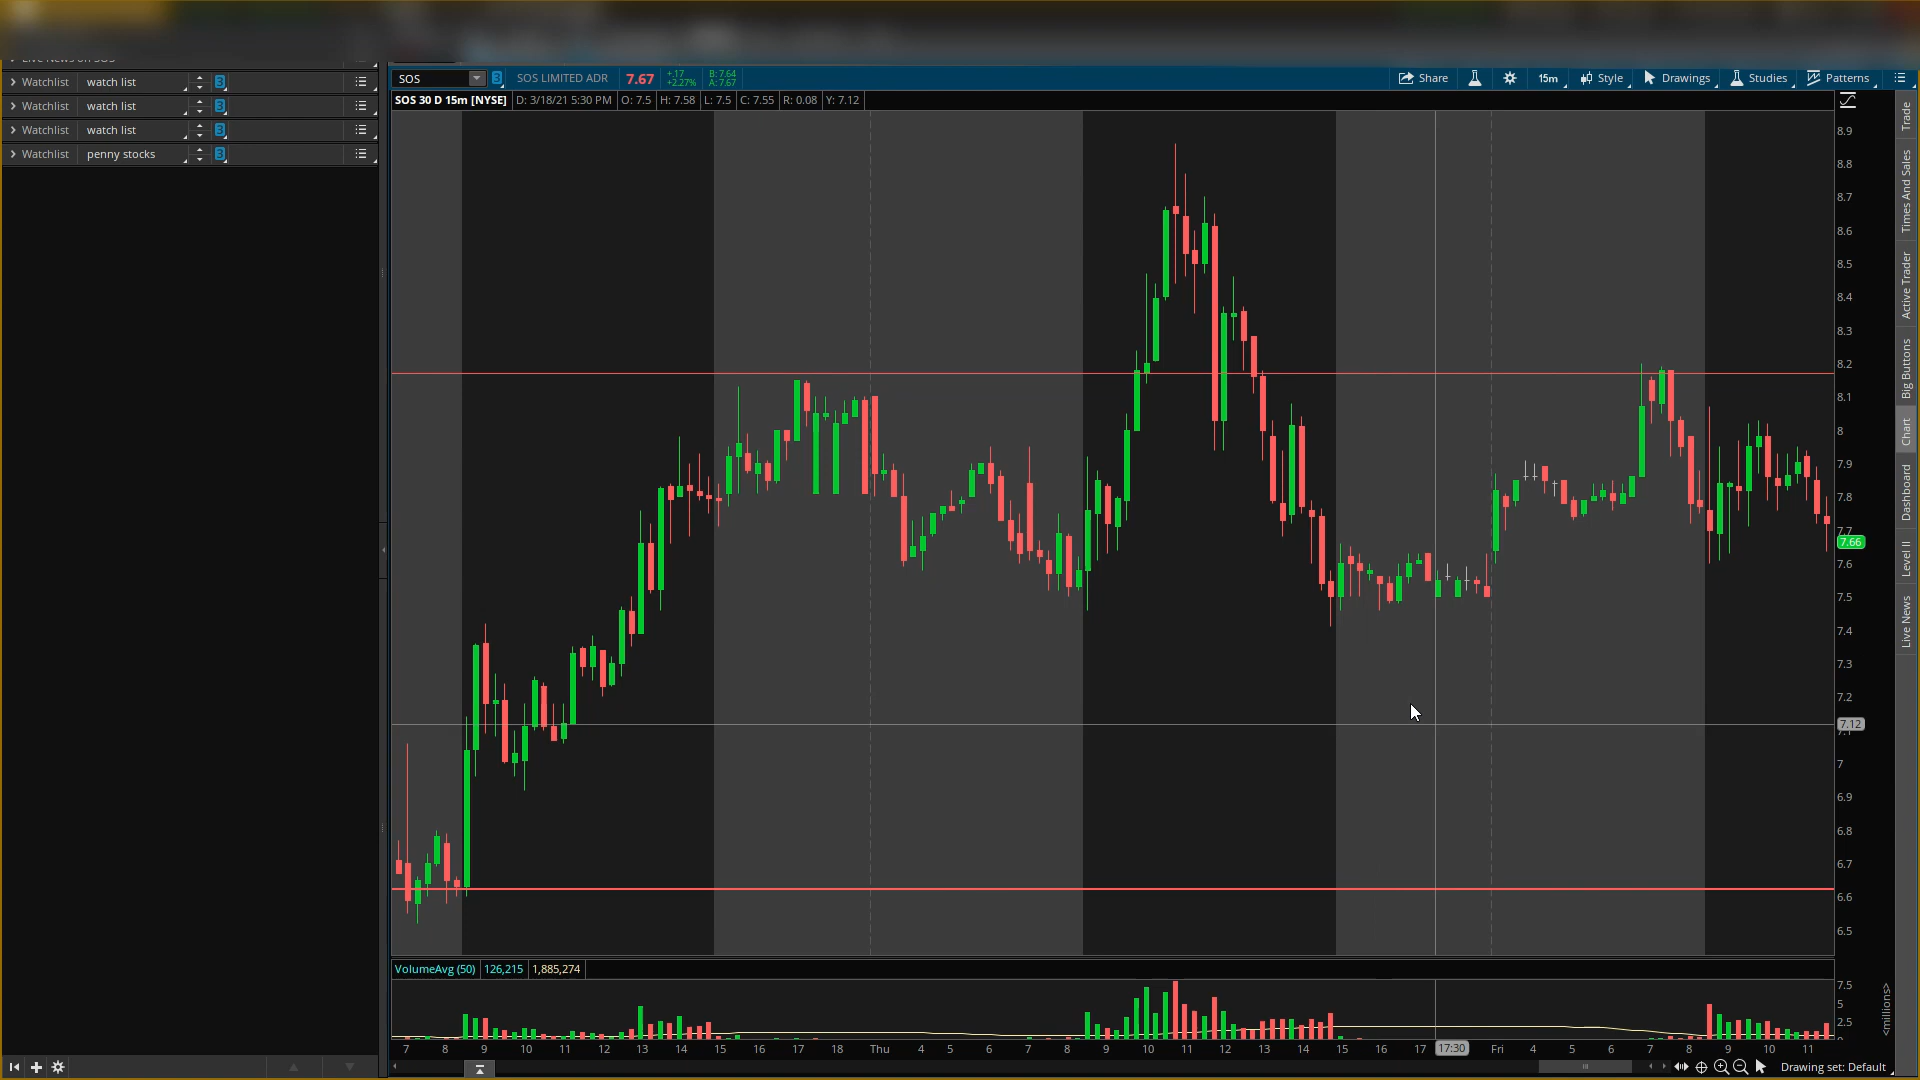 Watchlist watch list 3
Watchlist watch list 3
Watchlist watch list 3
Watchlist penny stocks 3
SOS 3 SOS LIMITED ADR 7.67 +.17 +2.27% B: 7.64 A: 7.67 Share 15m Style Drawings Studies Patterns
SOS 30 D 15m [NYSE] D: 3/18/21 5:30 PM O: 7.5 H: 7.58 L: 7.5 C: 7.55 R: 0.08 Y: 7.12
8.9
8.8
8.7
8.6
8.5
8.4
8.3
8.2
8.1
8
7.9
7.8
7.7
7.66
7.6
7.5
7.4
7.3
7.2
7.12
7.1
7
6.9
6.8
6.7
6.6
6.5
Trade
Times And Sales
Active Trader
Big Buttons
Chart
Dashboard
Level II
Live News
VolumeAvg (50) 126,215 1,885,274
7.5
5
2.5
<millions>
7 8 9 10 11 12 13 14 15 16 17 18 Thu 4 5 6 7 8 9 10 11 12 13 14 15 16 17 17:30 Fri 4 5 6 7 8 9 10 11
Drawing set: Default